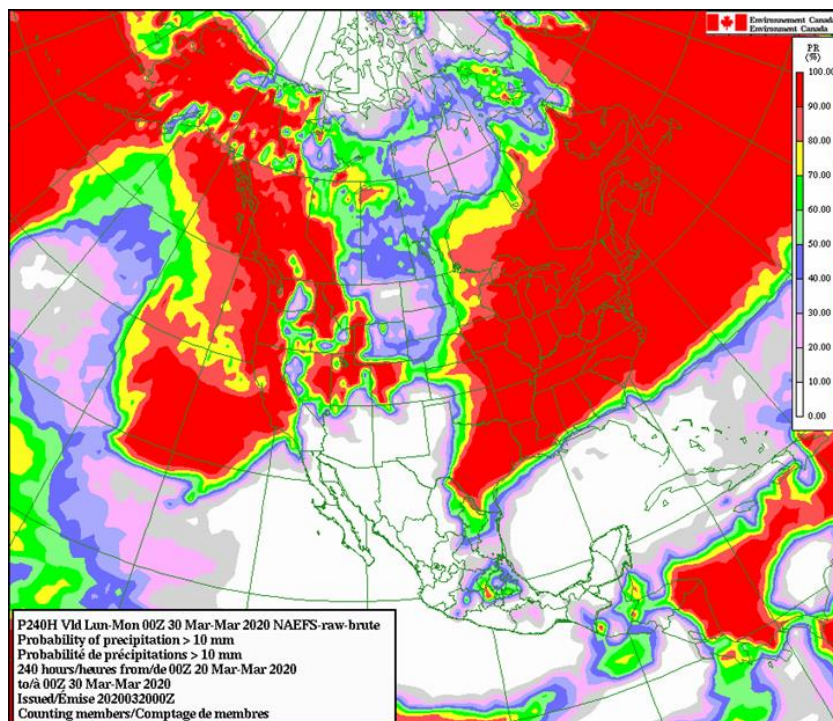 Environnement Canada
Environment Canada
PR
(%)
100.00
90.00
80.00
70.00
60.00
50.00
40.00
30.00
20.00
10.00
0.00
P240H Vld Lun-Mon 00Z 30 Mar-Mar 2020 NAEFS-raw-brute
Probability of precipitation > 10 mm
Probabilité de précipitations > 10 mm
240 hours/heures from/de 00Z 20 Mar-Mar 2020
to/à 00Z 30 Mar-Mar 2020
Issued/Émise 2020032000Z
Counting members/Comptage de membres